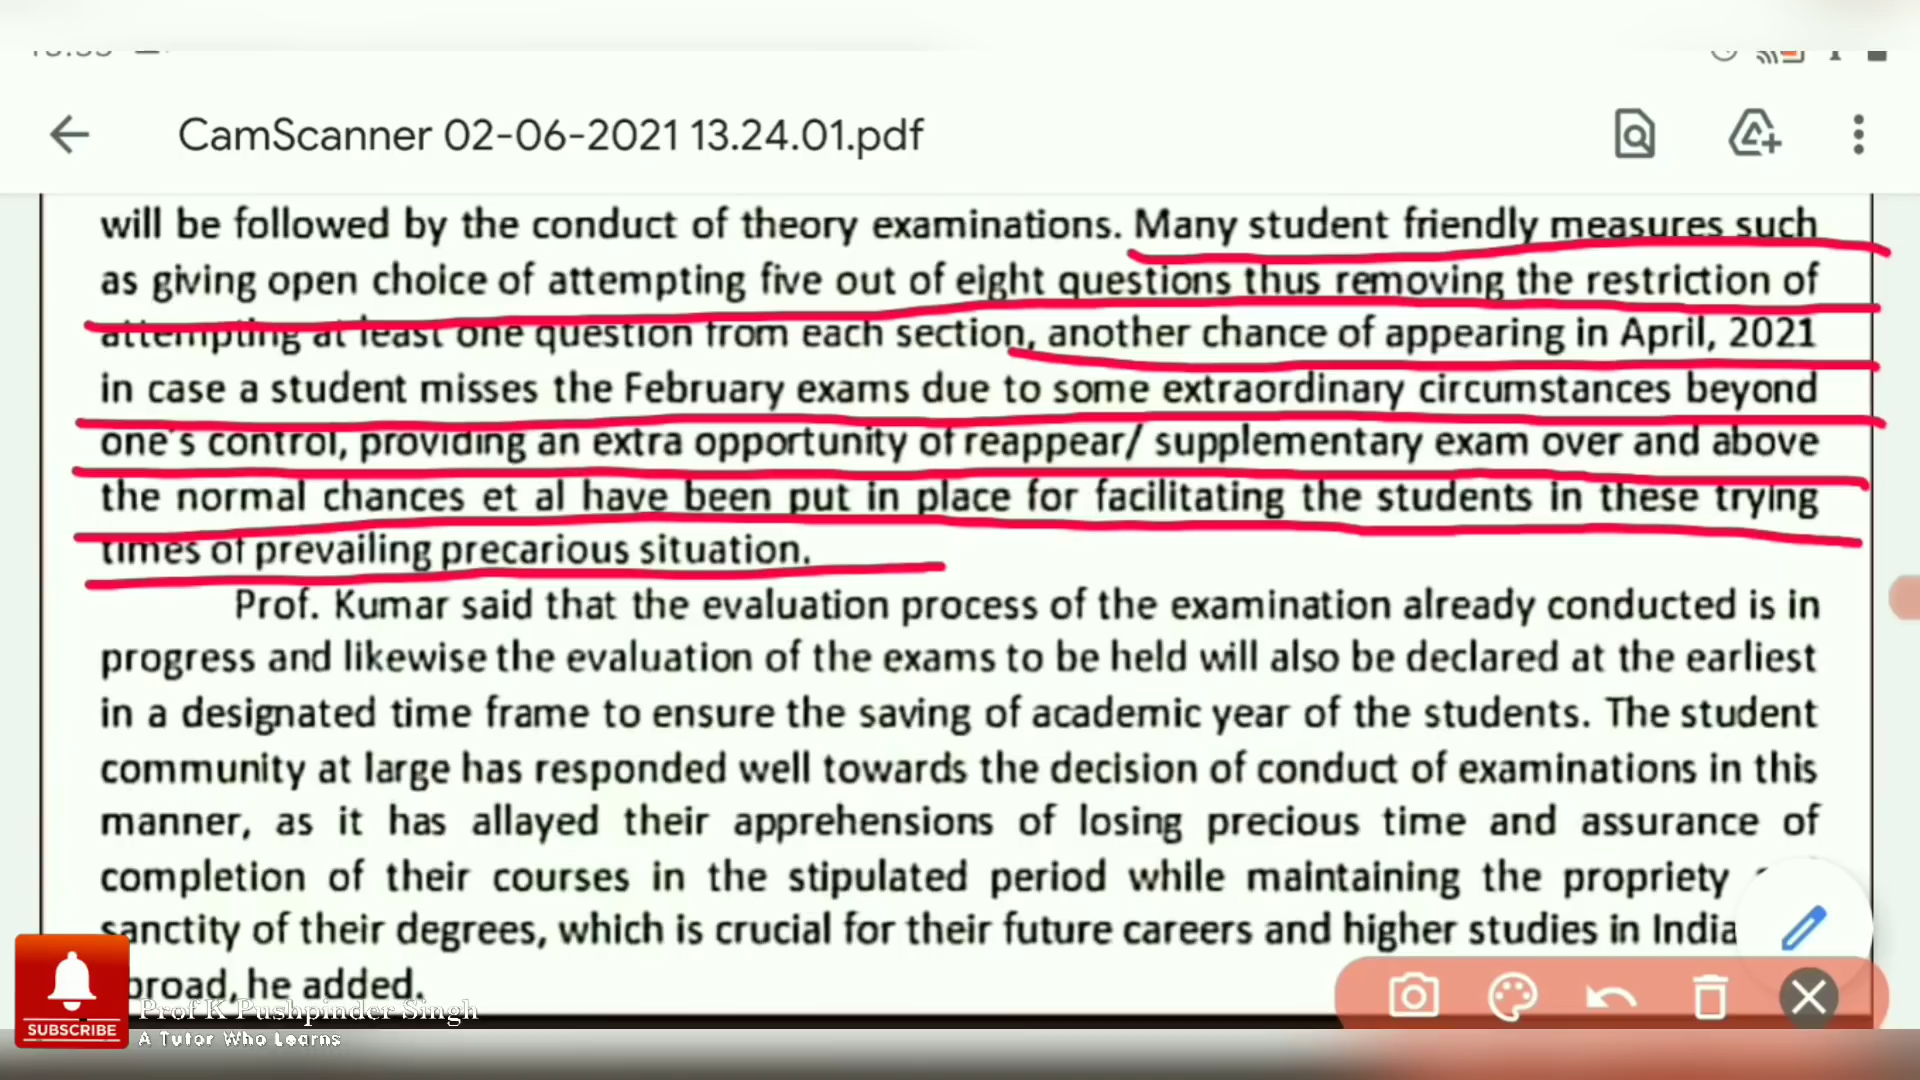 CamScanner 02-06-2021 13.24.01.pdf
will be followed by the conduct of theory examinations. Many student friendly measures such
as giving open choice of attempting five out of eight questions thus removing the restriction of
attempting at least one question from each section, another chance of appearing in April, 2021
in case a student misses the February exams due to some extraordinary circumstances beyond
one's control, providing an extra opportunity of reappear/ supplementary exam over and above
the normal chances et al have been put in place for facilitating the students in these trying
times of prevailing precarious situation.
Prof. Kumar said that the evaluation process of the examination already conducted is in
progress and likewise the evaluation of the exams to be held will also be declared at the earliest
in a designated time frame to ensure the saving of academic year of the students. The student
community at large has responded well towards the decision of conduct of examinations in this
manner, as it has allayed their apprehensions of losing precious time and assurance of
completion of their courses in the stipulated period while maintaining the propriety
sanctity of their degrees, which is crucial for their future careers and higher studies in India
broad, he added.
SUBSCRIBE
Prof K Pushpinder Singh
A Tutor Who Learns